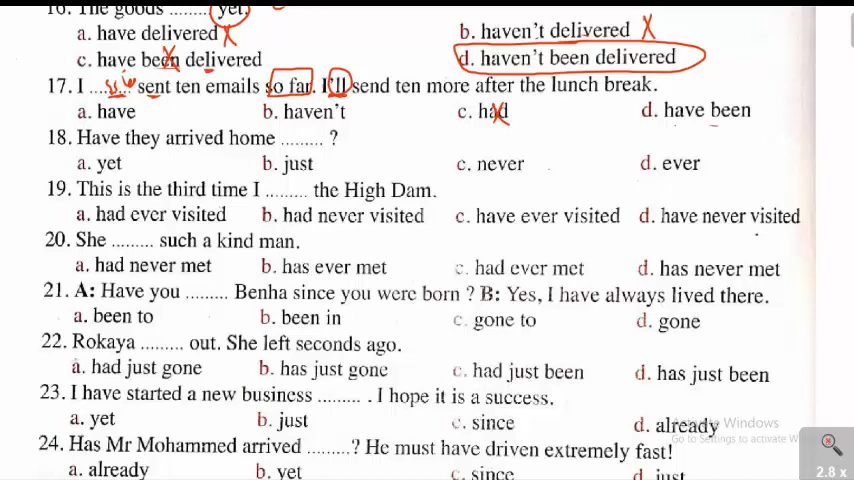 16. The goods ........ yet.
a. have delivered X b. haven't delivered X
c. have been delivered d. haven't been delivered
17. I ........ sent ten emails so far. I'll send ten more after the lunch break.
a. have b. haven't c. had d. have been
18. Have they arrived home ......... ?
a. yet b. just c. never d. ever
19. This is the third time I ......... the High Dam.
a. had ever visited b. had never visited c. have ever visited d. have never visited
20. She ......... such a kind man.
a. had never met b. has ever met c. had ever met d. has never met
21. A: Have you ......... Benha since you were born ? B: Yes, I have always lived there.
a. been to b. been in c. gone to d. gone
22. Rokaya ......... out. She left seconds ago.
a. had just gone b. has just gone c. had just been d. has just been
23. I have started a new business ......... . I hope it is a success.
a. yet b. just c. since d. already
Activate Windows
Go to Settings to activate W
24. Has Mr Mohammed arrived .........? He must have driven extremely fast!
a. already b. yet c. since d. just
2.8 x